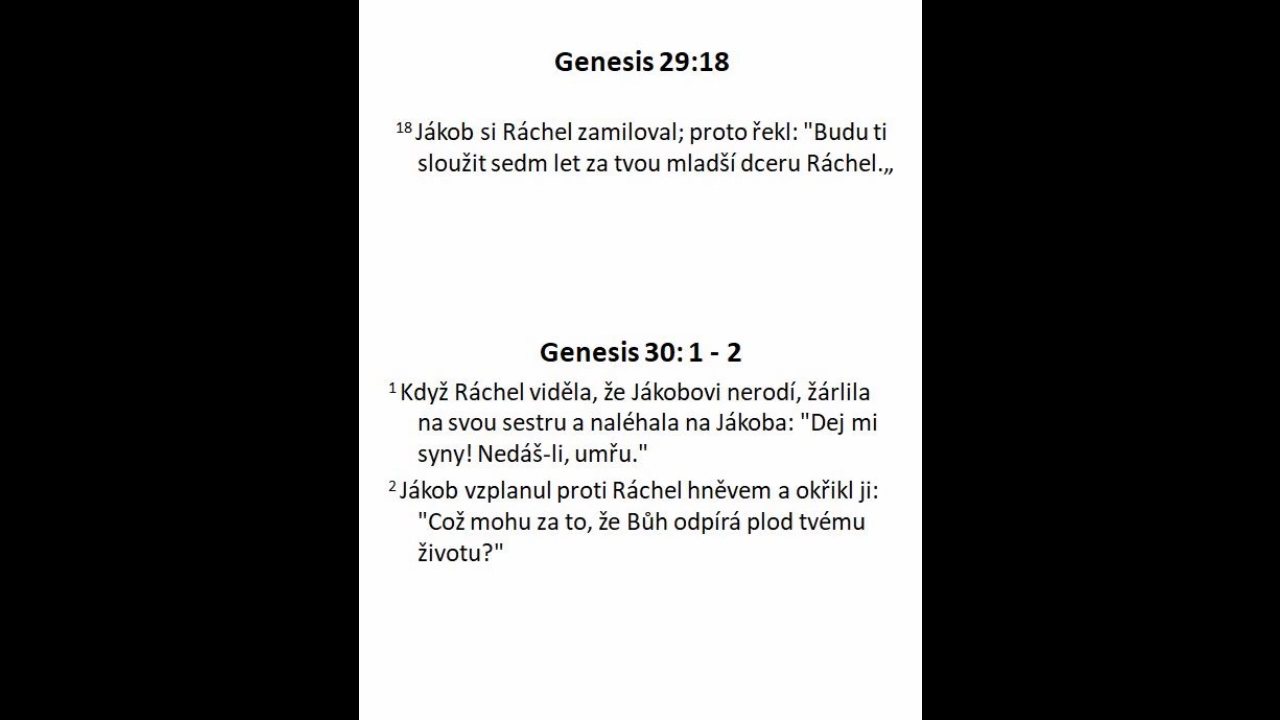 Genesis 29:18
18 Jákob si Ráchel zamiloval; proto řekl: "Budu ti
sloužit sedm let za tvou mladší dceru Ráchel.„
Genesis 30: 1 - 2
1 Když Ráchel viděla, že Jákobovi nerodí, žárlila
na svou sestru a naléhala na Jákoba: "Dej mi
syny! Nedáš-li, umřu."
2 Jákob vzplanul proti Ráchel hněvem a okřikl ji:
"Což mohu za to, že Bůh odpírá plod tvému
životu?"